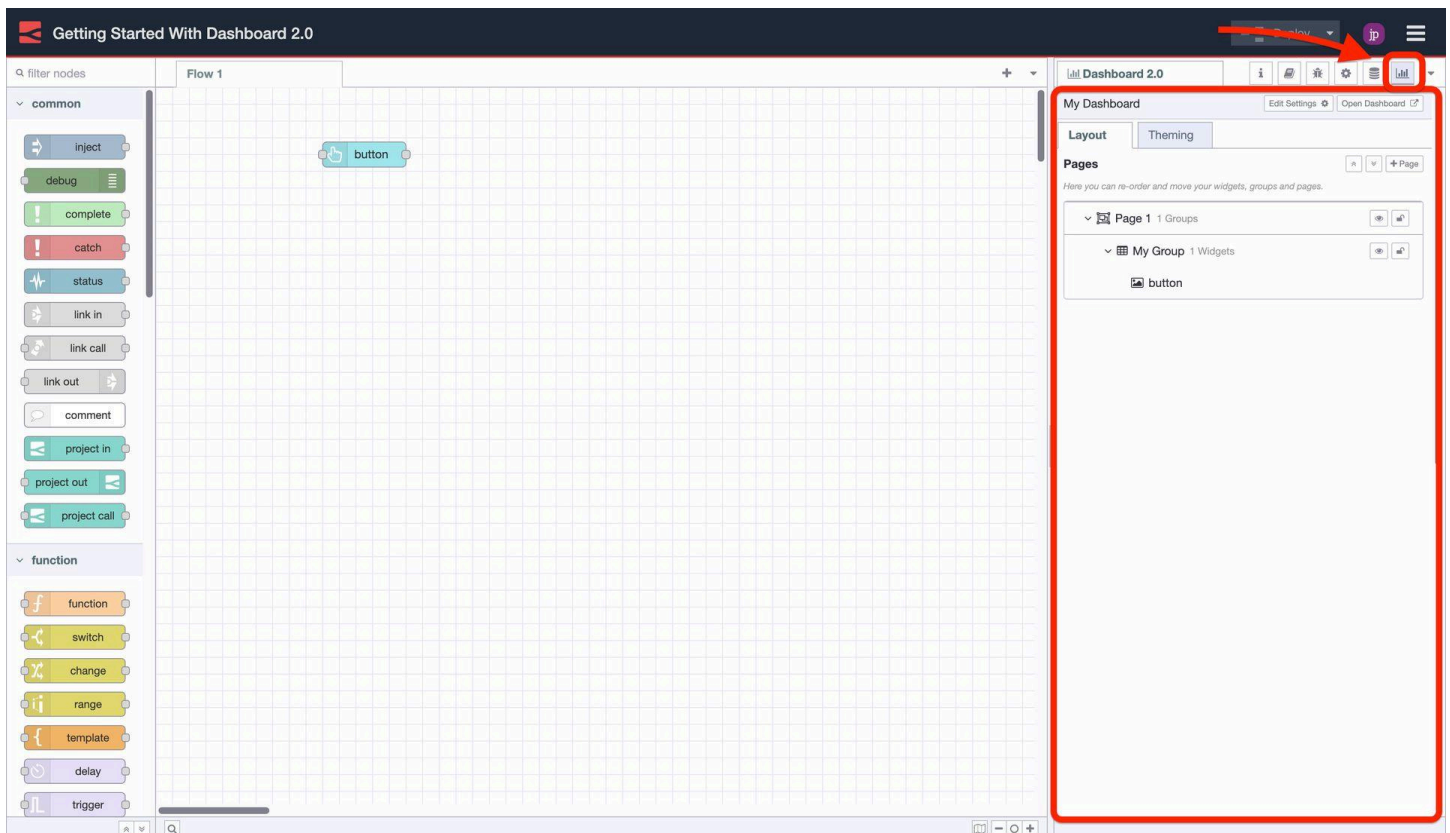 Getting Started With Dashboard 2.0
Deploy
jp
filter nodes
Flow 1
Dashboard 2.0
common
My Dashboard
Edit Settings
Open Dashboard
Layout
Theming
Pages
+ Page
Here you can re-order and move your widgets, groups and pages.
Page 1 1 Groups
My Group 1 Widgets
button
button
inject
debug
complete
catch
status
link in
link call
link out
comment
project in
project out
project call
function
function
switch
change
range
template
delay
trigger